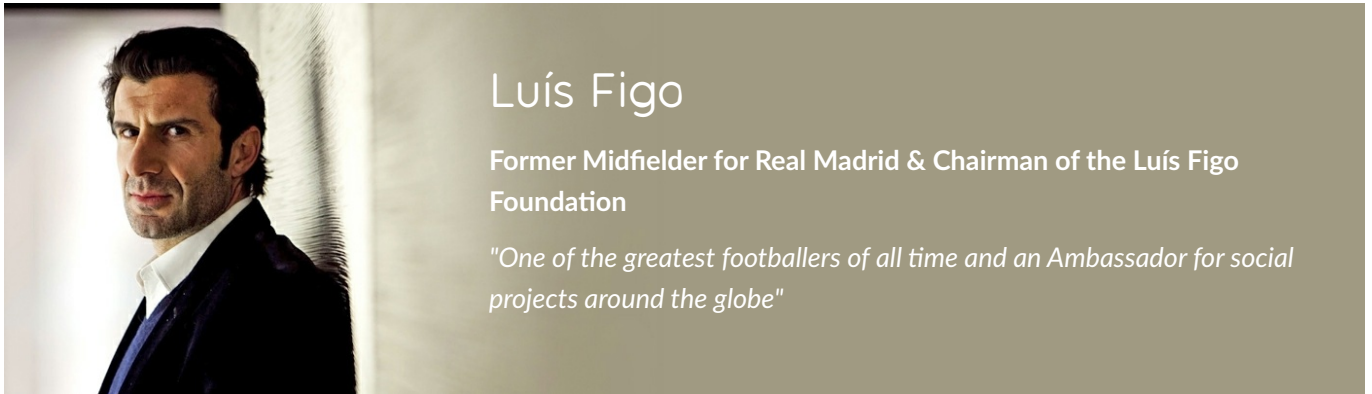 Luís Figo
Former Midfielder for Real Madrid & Chairman of the Luís Figo
Foundation
"One of the greatest footballers of all time and an Ambassador for social
projects around the globe"